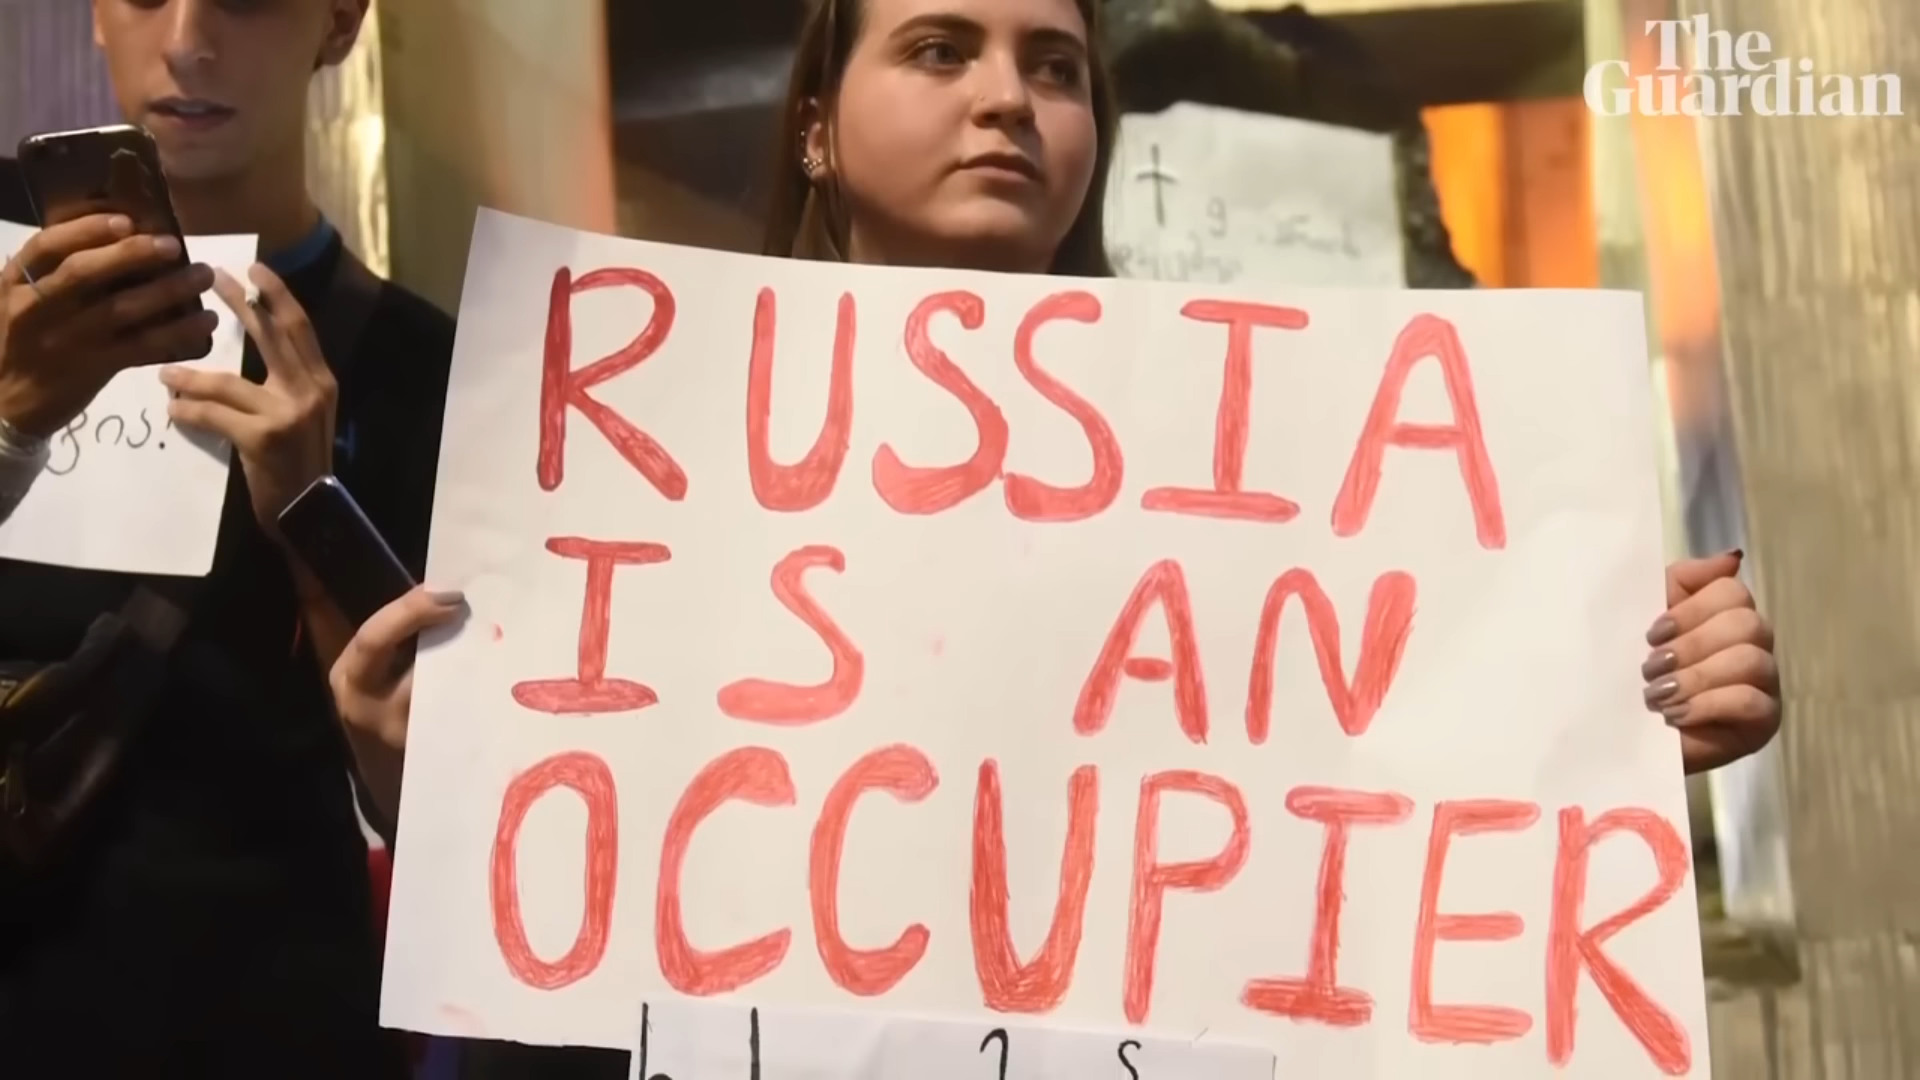 The
Guardian
RUSSIA
IS AN
OCCUPIER